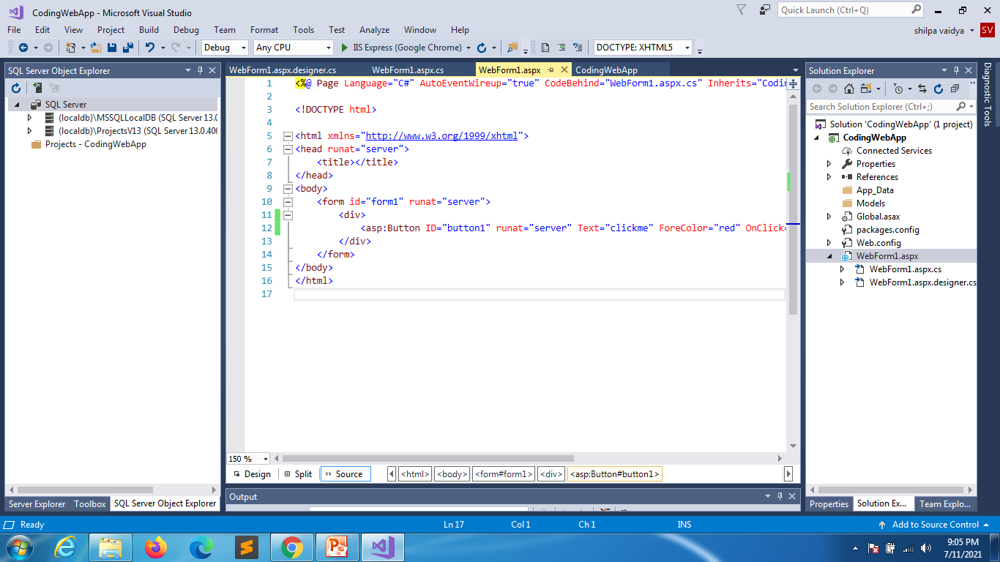 CodingWebApp - Microsoft Visual Studio
Quick Launch (Ctrl+Q)
File Edit View Project Build Debug Team Format Tools Test Analyze Window Help
shilpa vaidya SV
Debug Any CPU IIS Express (Google Chrome) DOCTYPE: XHTML5
SQL Server Object Explorer
SQL Server
(localdb)\MSSQLLocalDB (SQL Server 13.0
(localdb)\ProjectsV13 (SQL Server 13.0.400
Projects - CodingWebApp
Server Explorer Toolbox SQL Server Object Explorer
WebForm1.aspx.designer.cs WebForm1.aspx.cs WebForm1.aspx CodingWebApp
1 <%@ Page Language="C#" AutoEventWireup="true" CodeBehind="WebForm1.aspx.cs" Inherits="Codin
2
3 <!DOCTYPE html>
4
5 <html xmlns="http://www.w3.org/1999/xhtml">
6 <head runat="server">
7 <title></title>
8 </head>
9 <body>
10 <form id="form1" runat="server">
11 <div>
12 <asp:Button ID="button1" runat="server" Text="clickme" ForeColor="red" OnClick=
13 </div>
14 </form>
15 </body>
16 </html>
17
150 %
Design Split Source <html> <body> <form#form1> <div> <asp:Button#button1>
Output
Solution Explorer
Search Solution Explorer (Ctrl+;)
Solution 'CodingWebApp' (1 project)
CodingWebApp
Connected Services
Properties
References
App_Data
Models
Global.asax
packages.config
Web.config
WebForm1.aspx
WebForm1.aspx.cs
WebForm1.aspx.designer.cs
Properties Solution Ex... Team Explo...
Diagnostic Tools
Ready Ln 17 Col 1 Ch 1 INS Add to Source Control
9:05 PM
7/11/2021